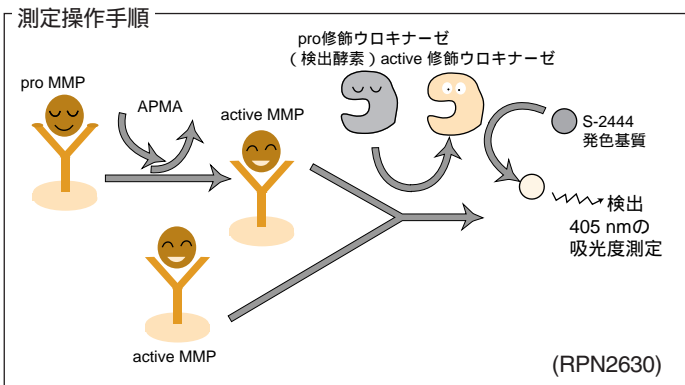 測定操作手順
pro修飾ウロキナーゼ
（検出酵素）active 修飾ウロキナーゼ
pro MMP
APMA
active MMP
S-2444
発色基質
検出
405 nmの
吸光度測定
active MMP
(RPN2630)